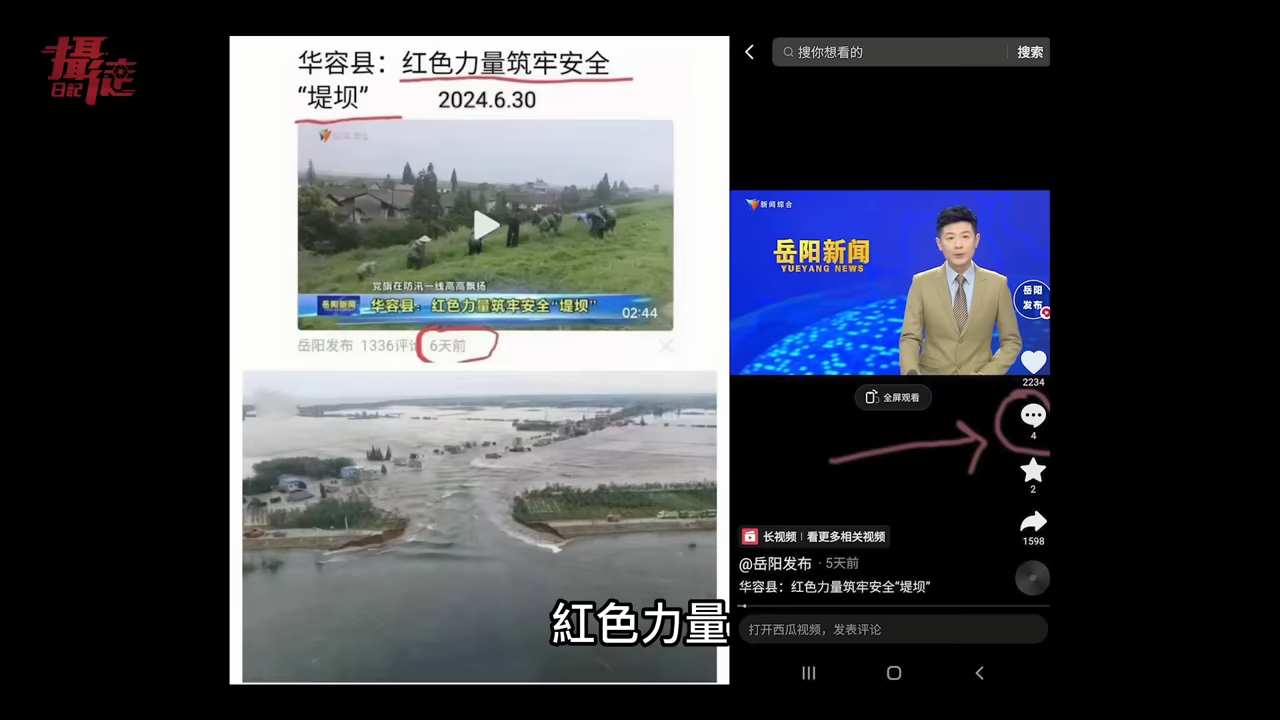 攝徒
日記
华容县：红色力量筑牢安全
“堤坝”
2024.6.30
党旗在防汛一线高高飘扬
岳阳新闻
华容县：红色力量筑牢安全“堤坝”
02:44
岳阳发布 1336评论 6天前
紅色力量
搜你想看的
搜索
新闻综合
岳阳新闻
YUEYANG NEWS
岳阳
发布
2234
全屏观看
4
2
1598
长视频 | 看更多相关视频
@岳阳发布 · 5天前
华容县：红色力量筑牢安全“堤坝”
打开西瓜视频，发表评论